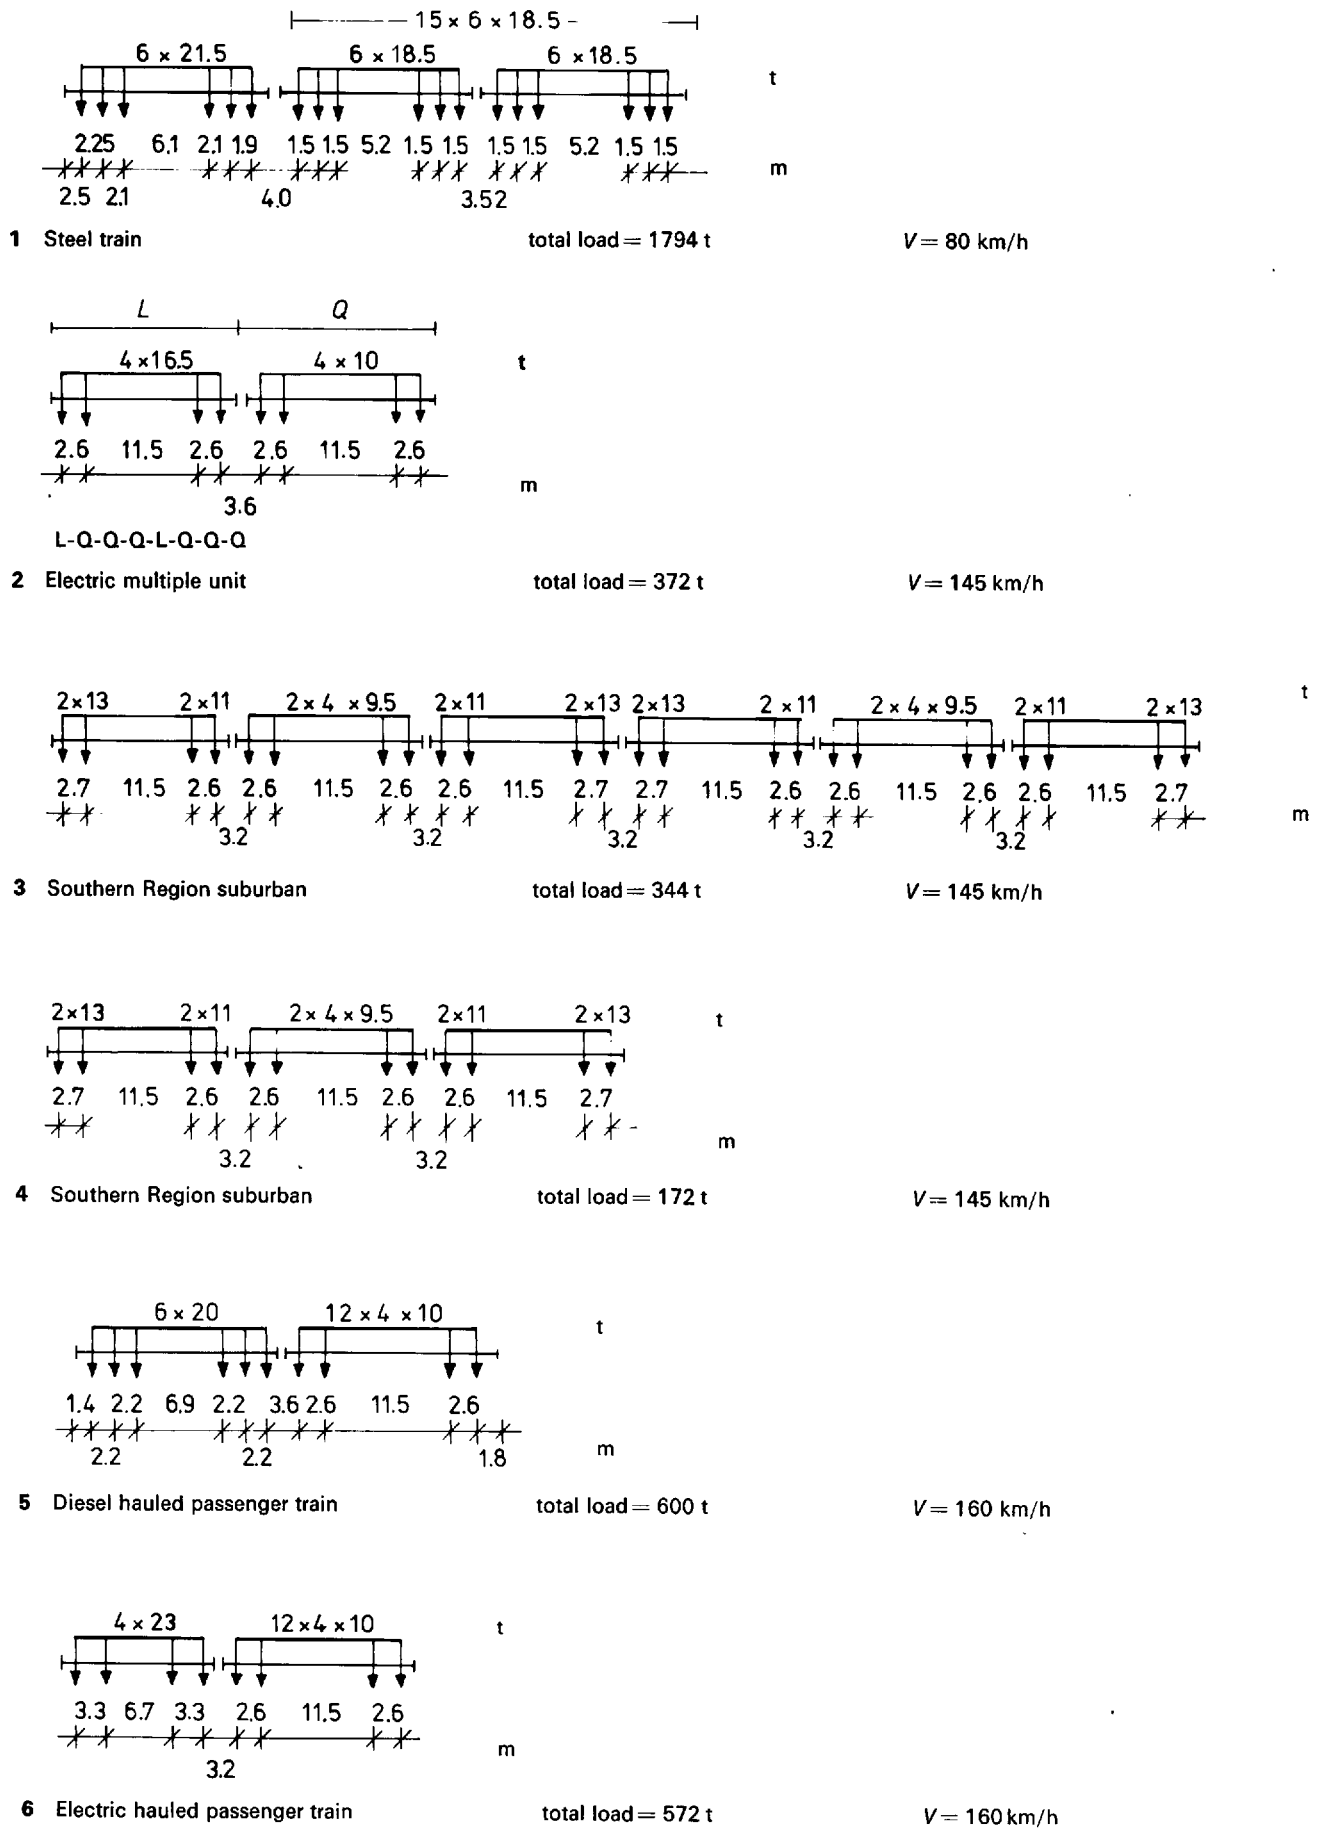 15 × 6 × 18.5
6 × 21.5 6 × 18.5 6 × 18.5 t
2.25 6.1 2.1 1.9 1.5 1.5 5.2 1.5 1.5 1.5 1.5 5.2 1.5 1.5 m
2.5 2.1 4.0 3.52
1 Steel train total load = 1794 t V = 80 km/h
L Q
4 × 16.5 4 × 10 t
2.6 11.5 2.6 2.6 11.5 2.6 m
3.6
L-Q-Q-Q-L-Q-Q-Q
2 Electric multiple unit total load = 372 t V = 145 km/h
2 × 13 2 × 11 2 × 4 × 9.5 2 × 11 2 × 13 2 × 13 2 × 11 2 × 4 × 9.5 2 × 11 2 × 13 t
2.7 11.5 2.6 2.6 11.5 2.6 2.6 11.5 2.7 2.7 11.5 2.6 2.6 11.5 2.6 2.6 11.5 2.7 m
3.2 3.2 3.2 3.2 3.2
3 Southern Region suburban total load = 344 t V = 145 km/h
2 × 13 2 × 11 2 × 4 × 9.5 2 × 11 2 × 13 t
2.7 11.5 2.6 2.6 11.5 2.6 2.6 11.5 2.7 m
3.2 3.2
4 Southern Region suburban total load = 172 t V = 145 km/h
6 × 20 12 × 4 × 10 t
1.4 2.2 6.9 2.2 3.6 2.6 11.5 2.6
2.2 2.2 1.8 m
5 Diesel hauled passenger train total load = 600 t V = 160 km/h
4 × 23 12 × 4 × 10 t
3.3 6.7 3.3 2.6 11.5 2.6
3.2 m
6 Electric hauled passenger train total load = 572 t V = 160 km/h